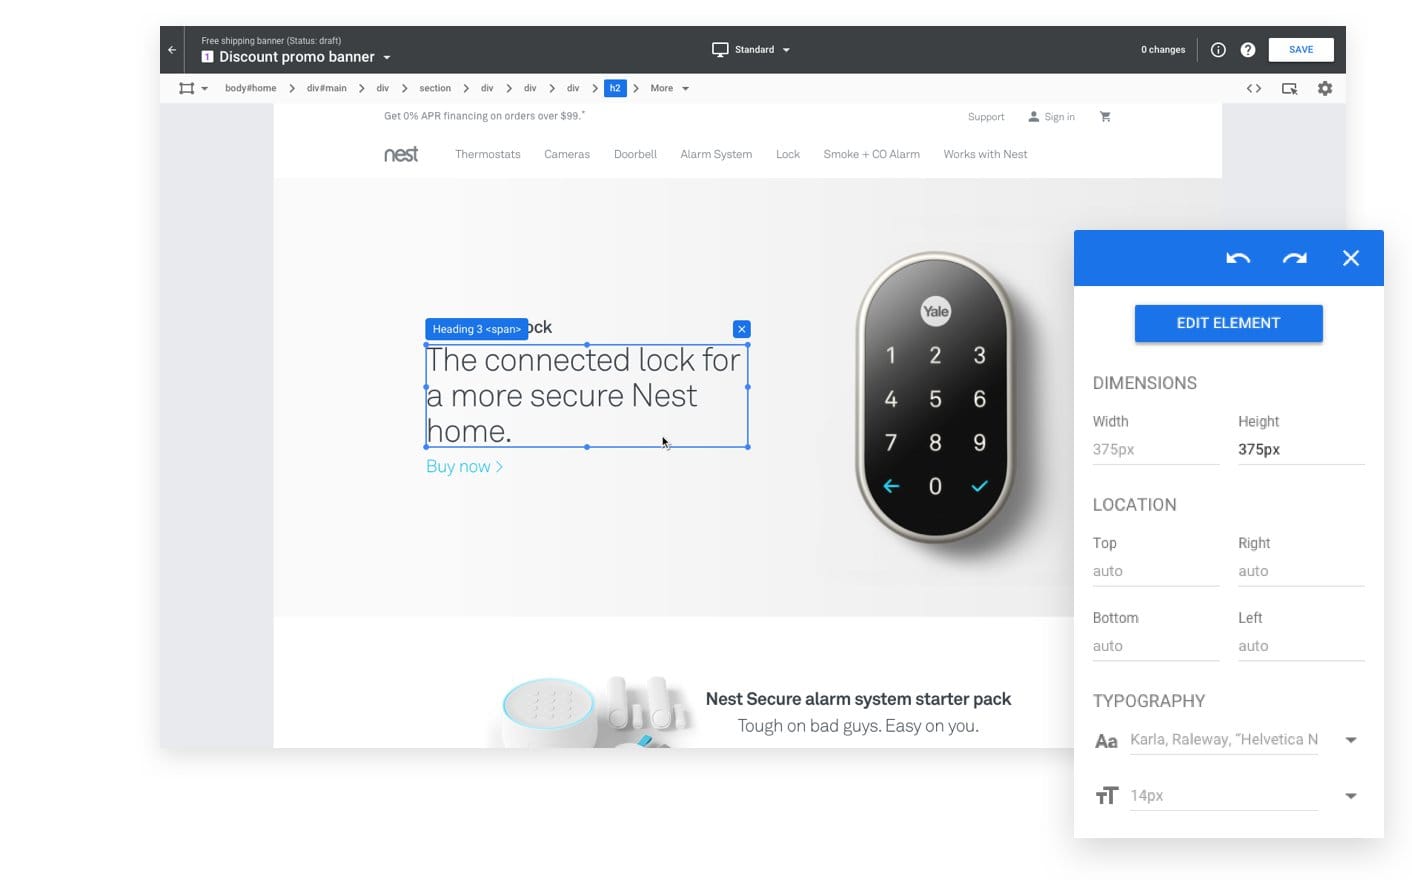 Free shipping banner (Status: draft)
1 Discount promo banner
Standard
0 changes
SAVE
body#home
div#main
div
section
div
div
div
h2
More
Get 0% APR financing on orders over $99.*
Support
Sign in
nest
Thermostats
Cameras
Doorbell
Alarm System
Lock
Smoke + CO Alarm
Works with Nest
Heading 3 <span>
ock
The connected lock for
a more secure Nest
home.
Buy now >
Yale
1 2 3
4 5 6
7 8 9
0
Nest Secure alarm system starter pack
Tough on bad guys. Easy on you.
EDIT ELEMENT
DIMENSIONS
Width
Height
375px
375px
LOCATION
Top
Right
auto
auto
Bottom
Left
auto
auto
TYPOGRAPHY
Aa Karla, Raleway, "Helvetica N
TT 14px